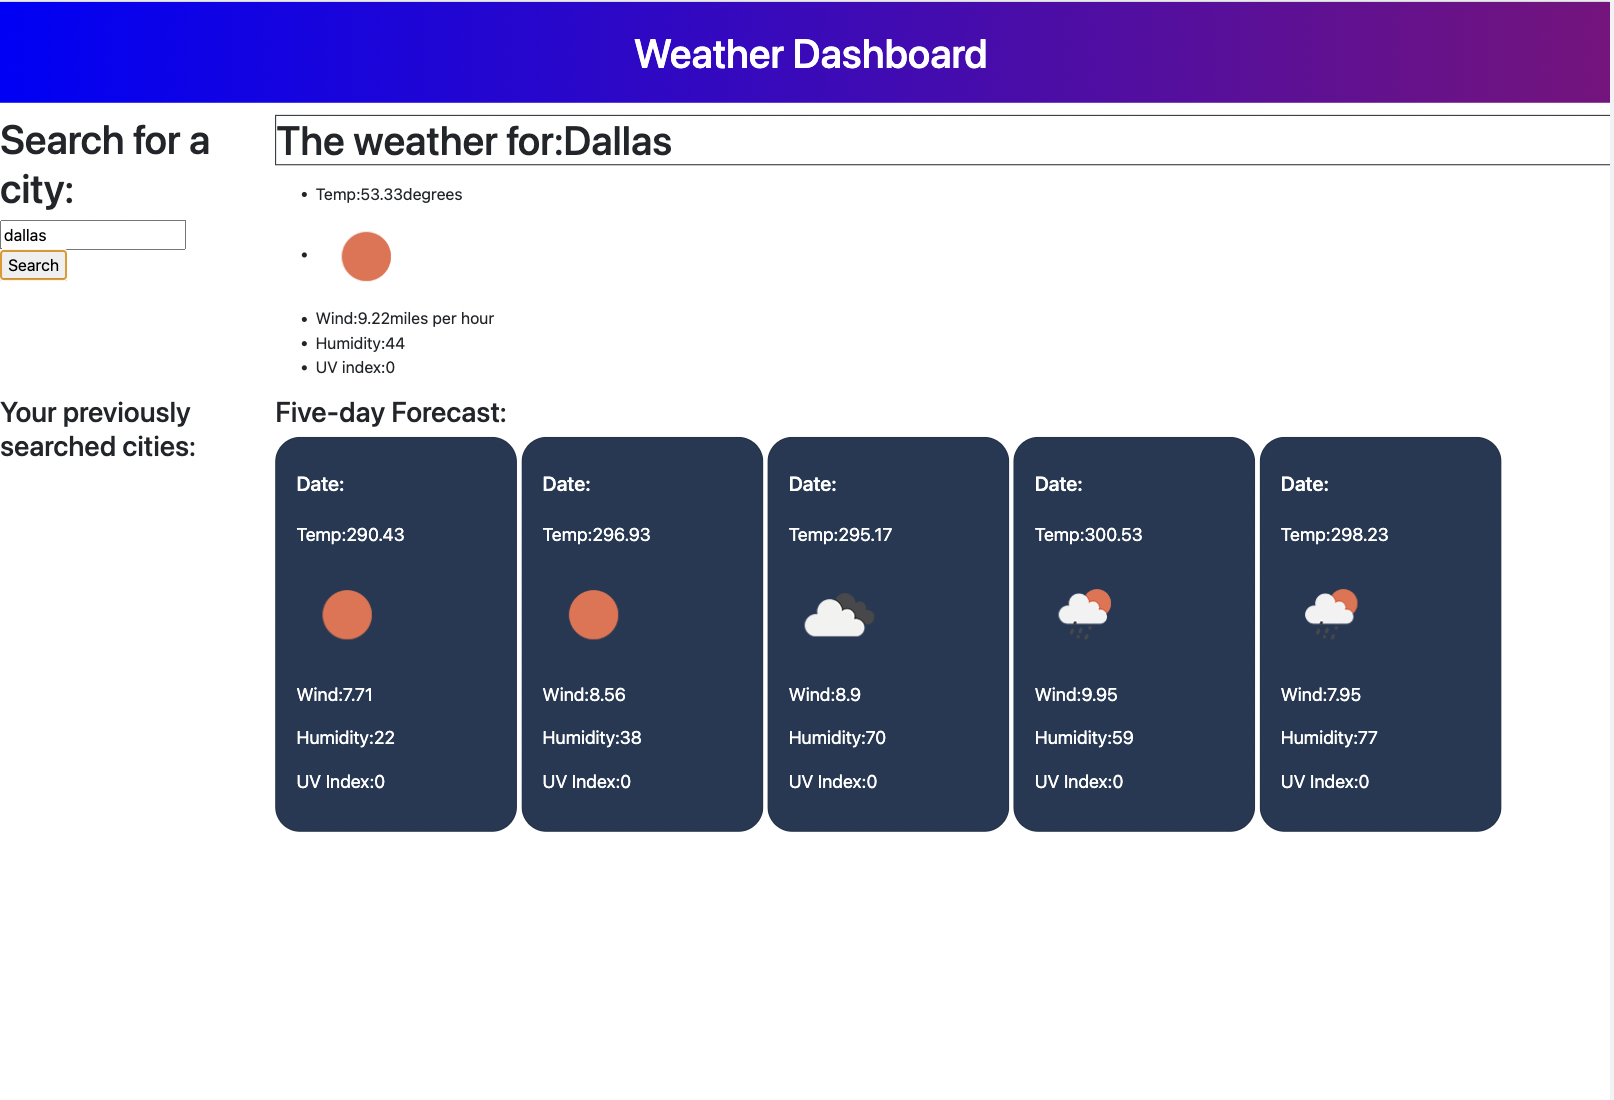 Weather Dashboard
Search for a
city:
dallas
Search
The weather for:Dallas
Temp:53.33degrees
Wind:9.22miles per hour
Humidity:44
UV index:0
Your previously
searched cities:
Five-day Forecast:
Date:
Temp:290.43
Wind:7.71
Humidity:22
UV Index:0
Date:
Temp:296.93
Wind:8.56
Humidity:38
UV Index:0
Date:
Temp:295.17
Wind:8.9
Humidity:70
UV Index:0
Date:
Temp:300.53
Wind:9.95
Humidity:59
UV Index:0
Date:
Temp:298.23
Wind:7.95
Humidity:77
UV Index:0